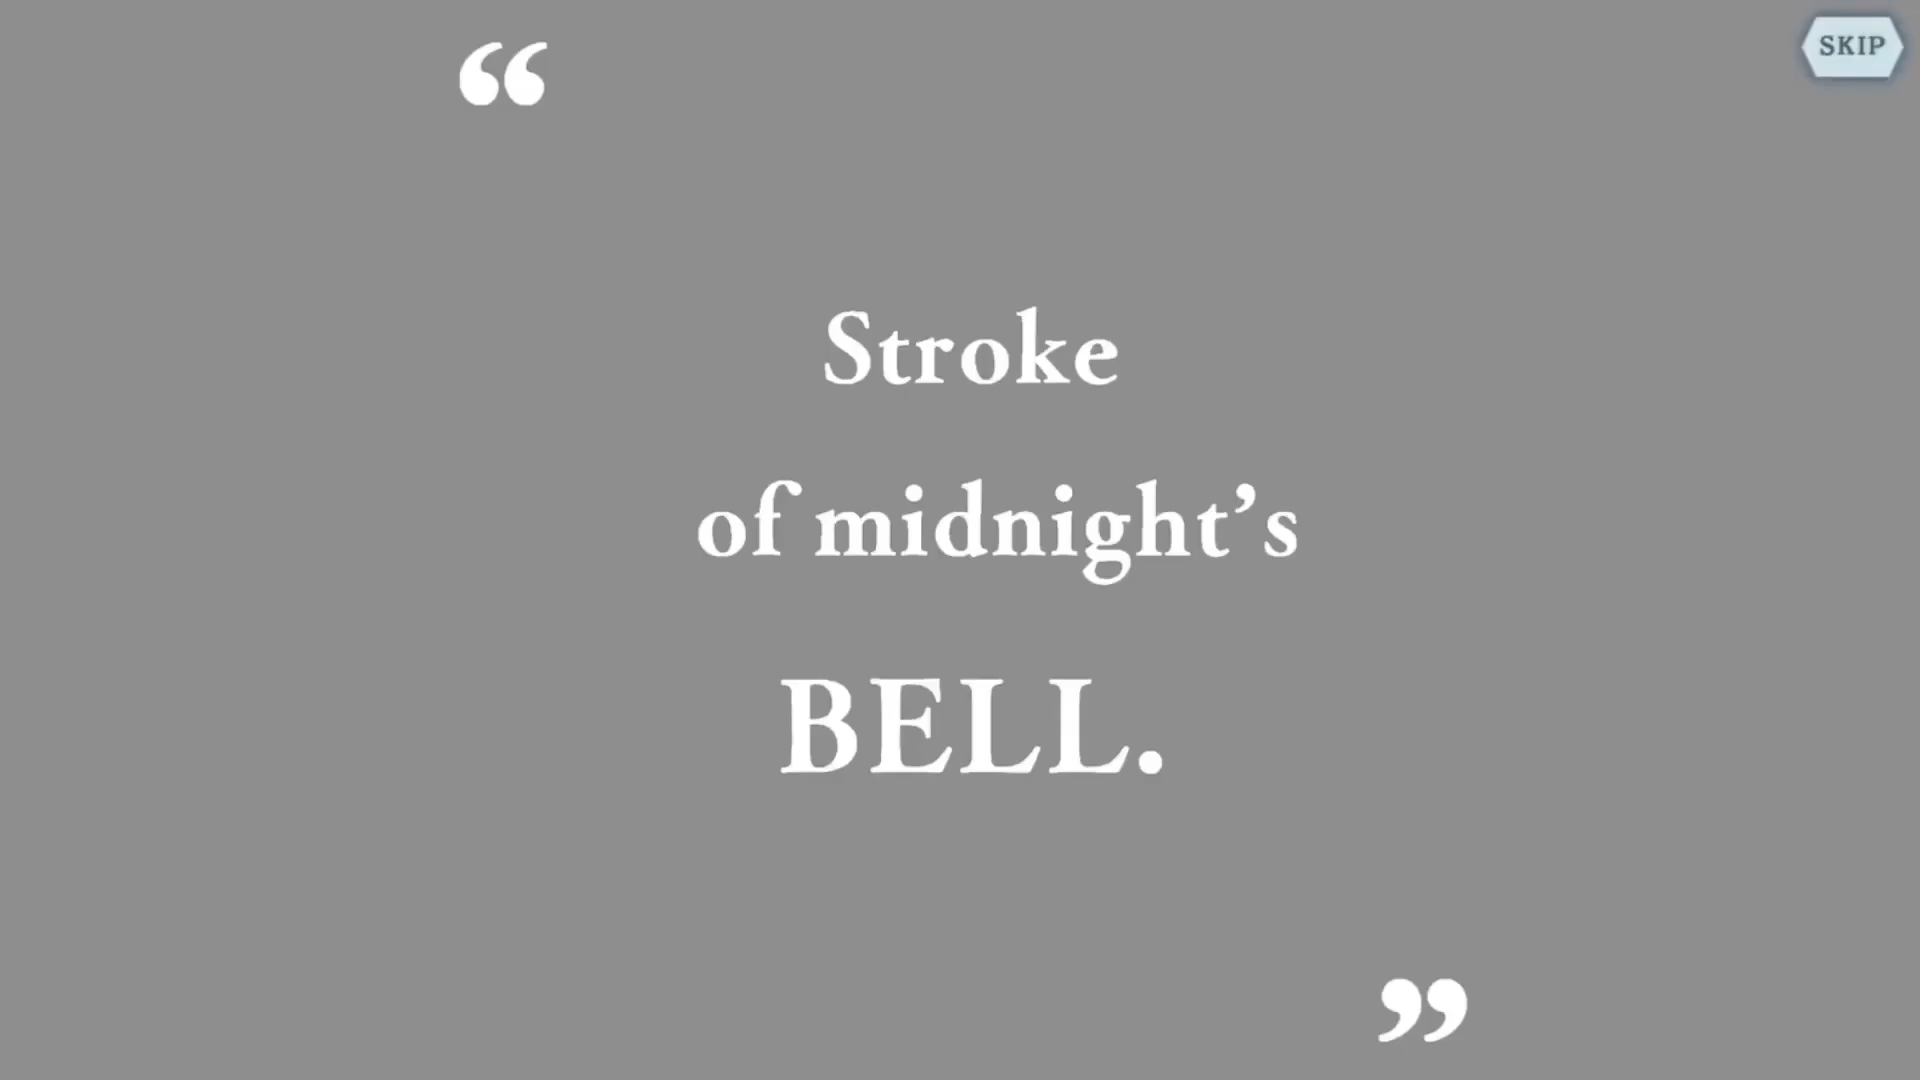 SKIP
“
Stroke
of midnight’s
BELL.
”